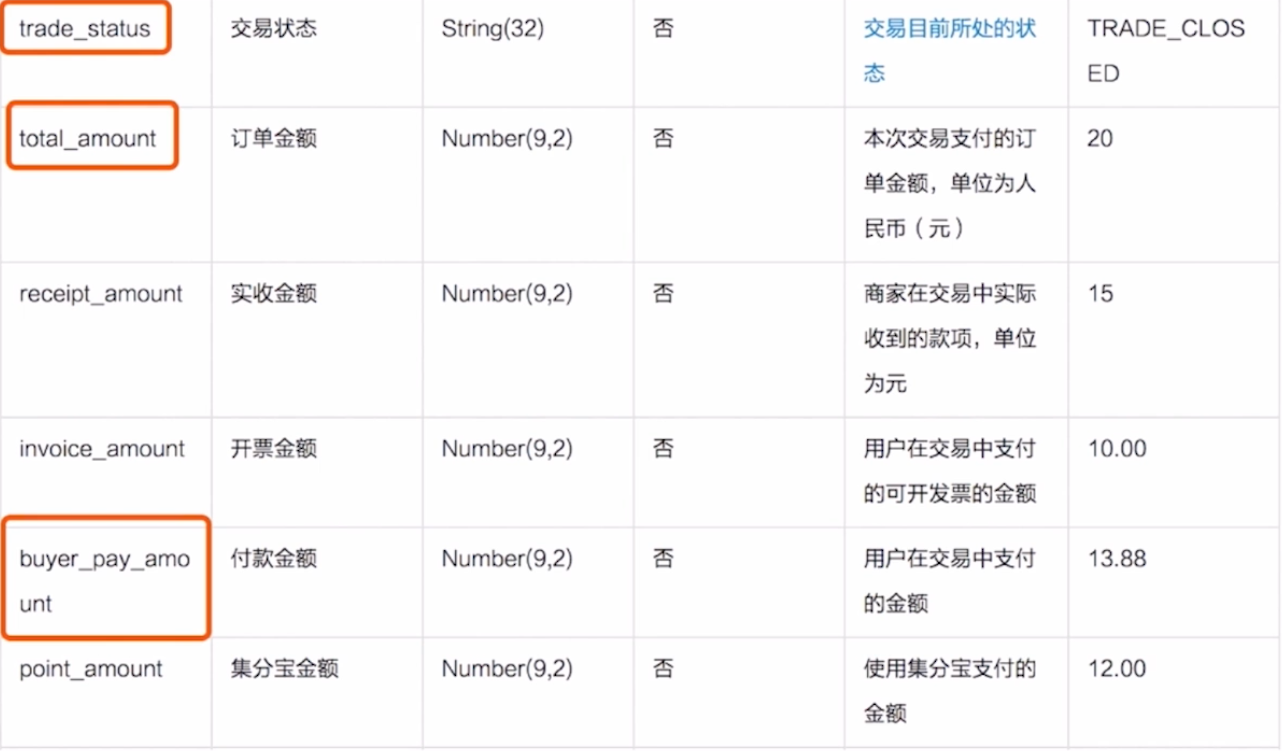 trade_status 交易状态 String(32) 否 交易目前所处的状 TRADE_CLOS
态 ED
total_amount 订单金额 Number(9,2) 否 本次交易支付的订 20
单金额，单位为人
民币（元）
receipt_amount 实收金额 Number(9,2) 否 商家在交易中实际 15
收到的款项，单位
为元
invoice_amount 开票金额 Number(9,2) 否 用户在交易中支付 10.00
的可开发票的金额
buyer_pay_amo 付款金额 Number(9,2) 否 用户在交易中支付 13.88
unt 的金额
point_amount 集分宝金额 Number(9,2) 否 使用集分宝支付的 12.00
金额